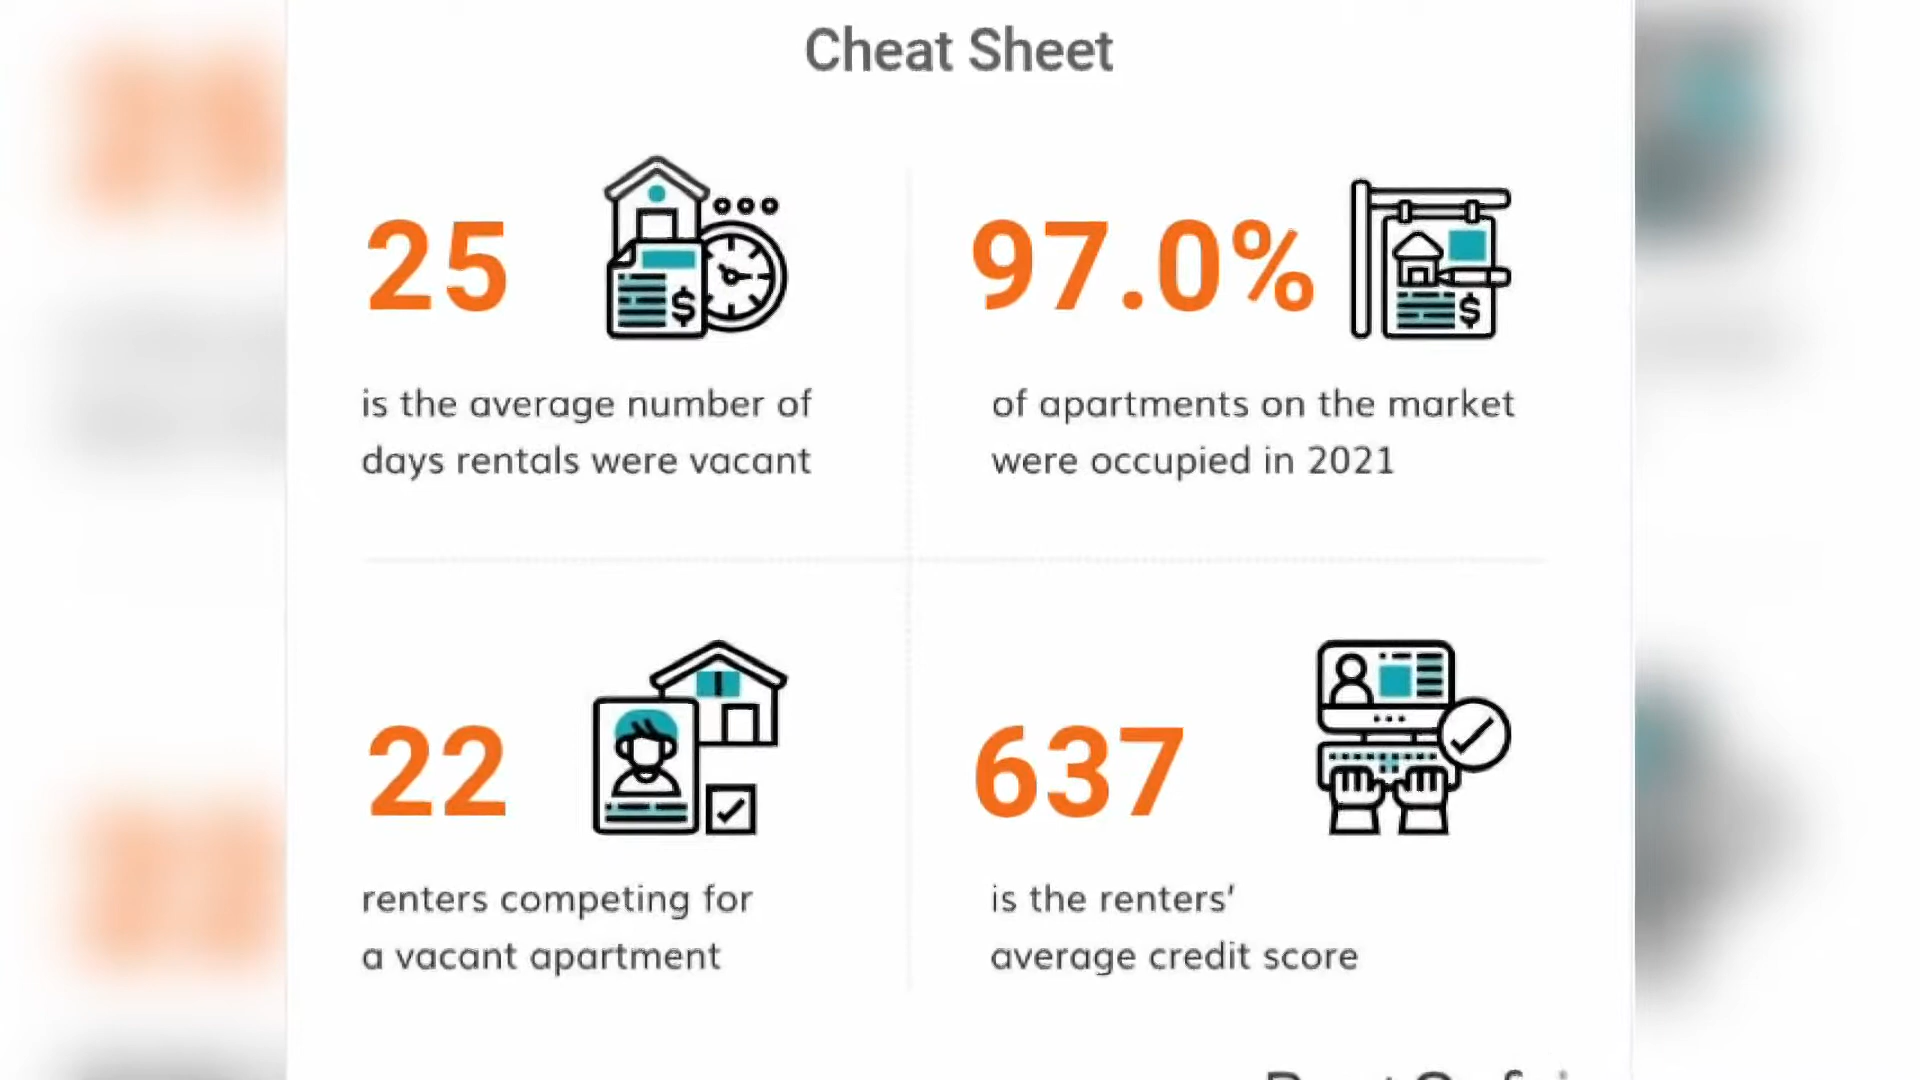 Cheat Sheet
25
is the average number of
days rentals were vacant
97.0%
of apartments on the market
were occupied in 2021
22
renters competing for
a vacant apartment
637
is the renters'
average credit score